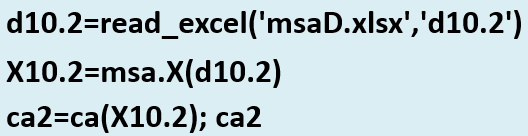 d10.2=read_excel('msaD.xlsx','d10.2')
X10.2=msa.X(d10.2)
ca2=ca(X10.2); ca2